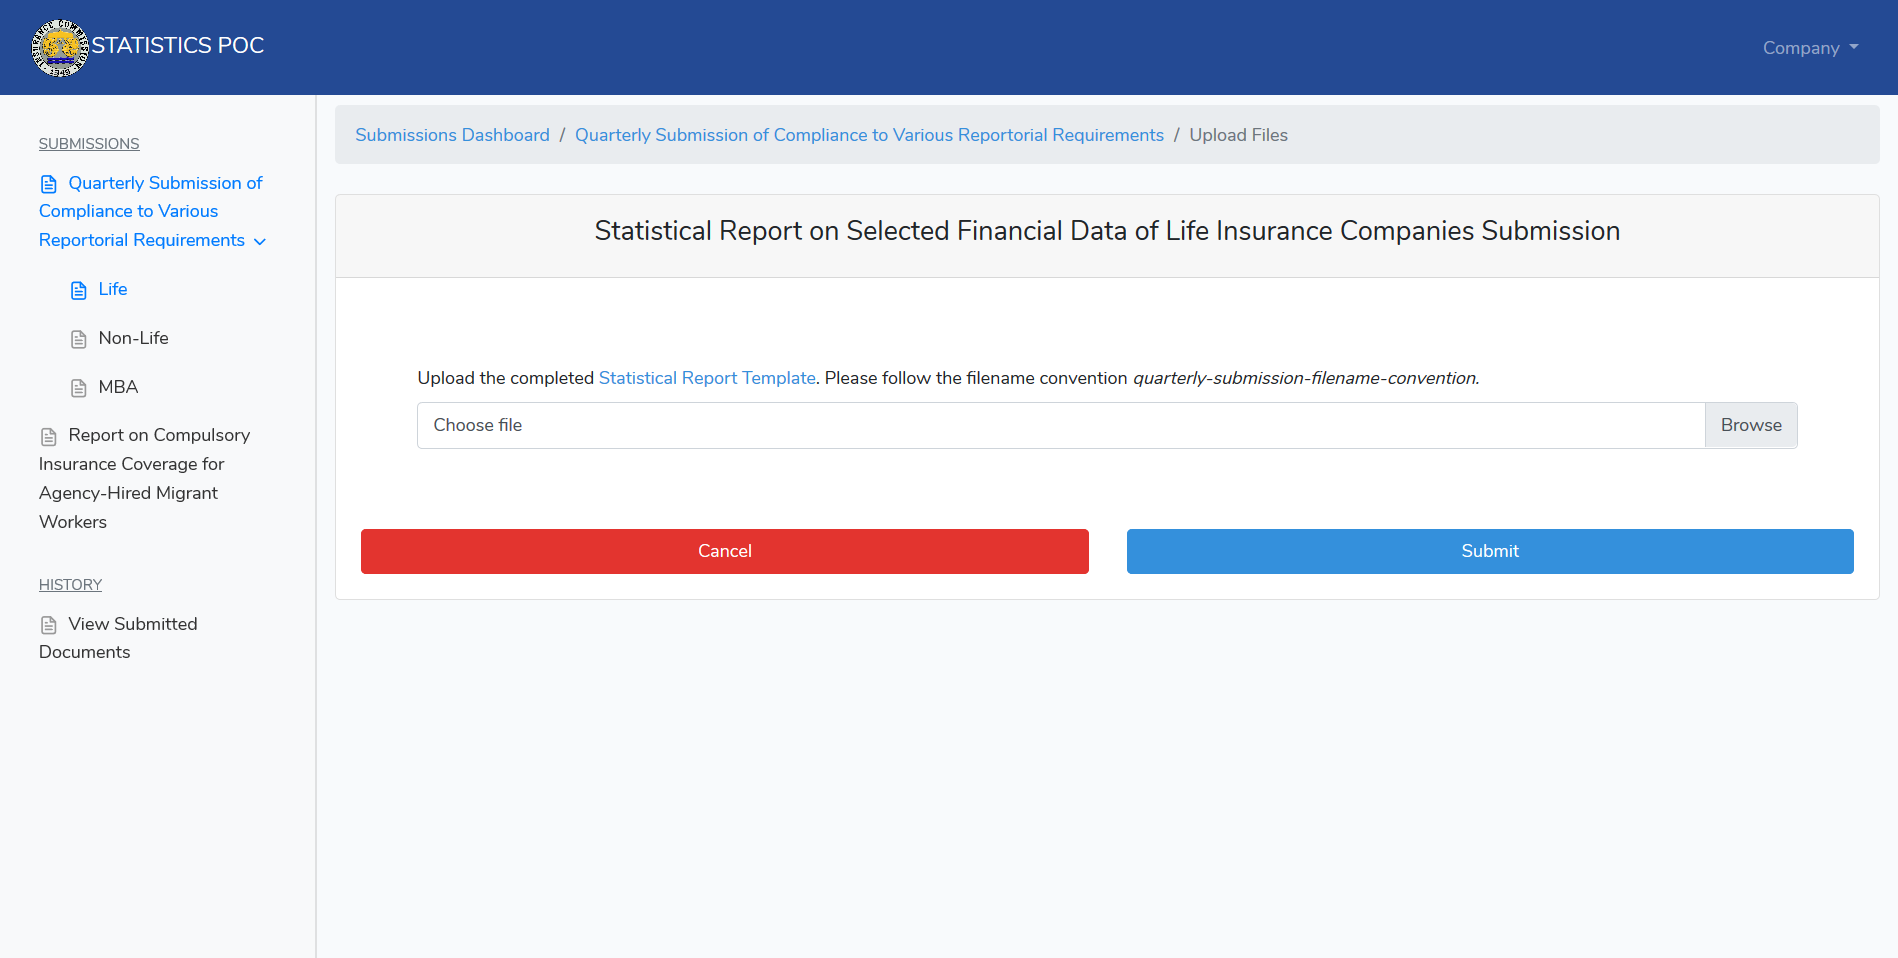 INSURANCE COMMISSION
1949
STATISTICS POC
Company
SUBMISSIONS
Quarterly Submission of
Compliance to Various
Reportorial Requirements
Life
Non-Life
MBA
Report on Compulsory
Insurance Coverage for
Agency-Hired Migrant
Workers
HISTORY
View Submitted
Documents
Submissions Dashboard / Quarterly Submission of Compliance to Various Reportorial Requirements / Upload Files
Statistical Report on Selected Financial Data of Life Insurance Companies Submission
Upload the completed Statistical Report Template. Please follow the filename convention quarterly-submission-filename-convention.
Choose file
Browse
Cancel
Submit